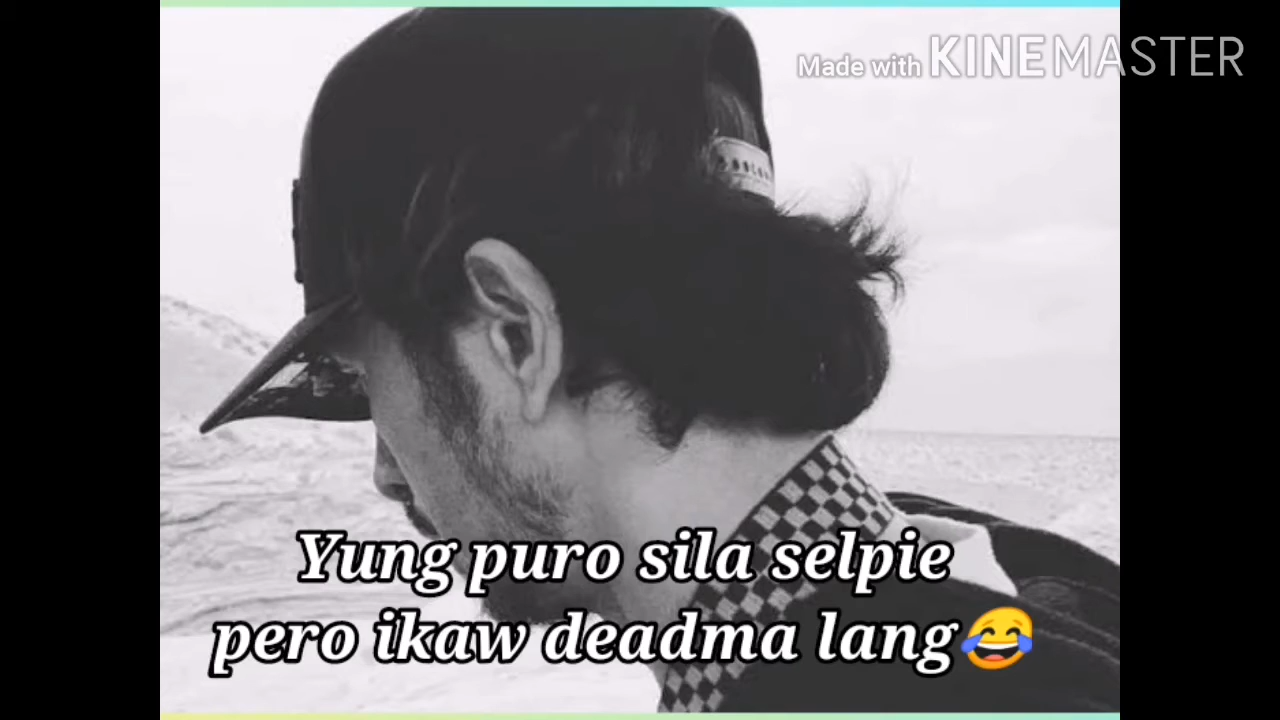 Made with KINEMASTER
Yung puro sila selpie
pero ikaw deadma lang😂